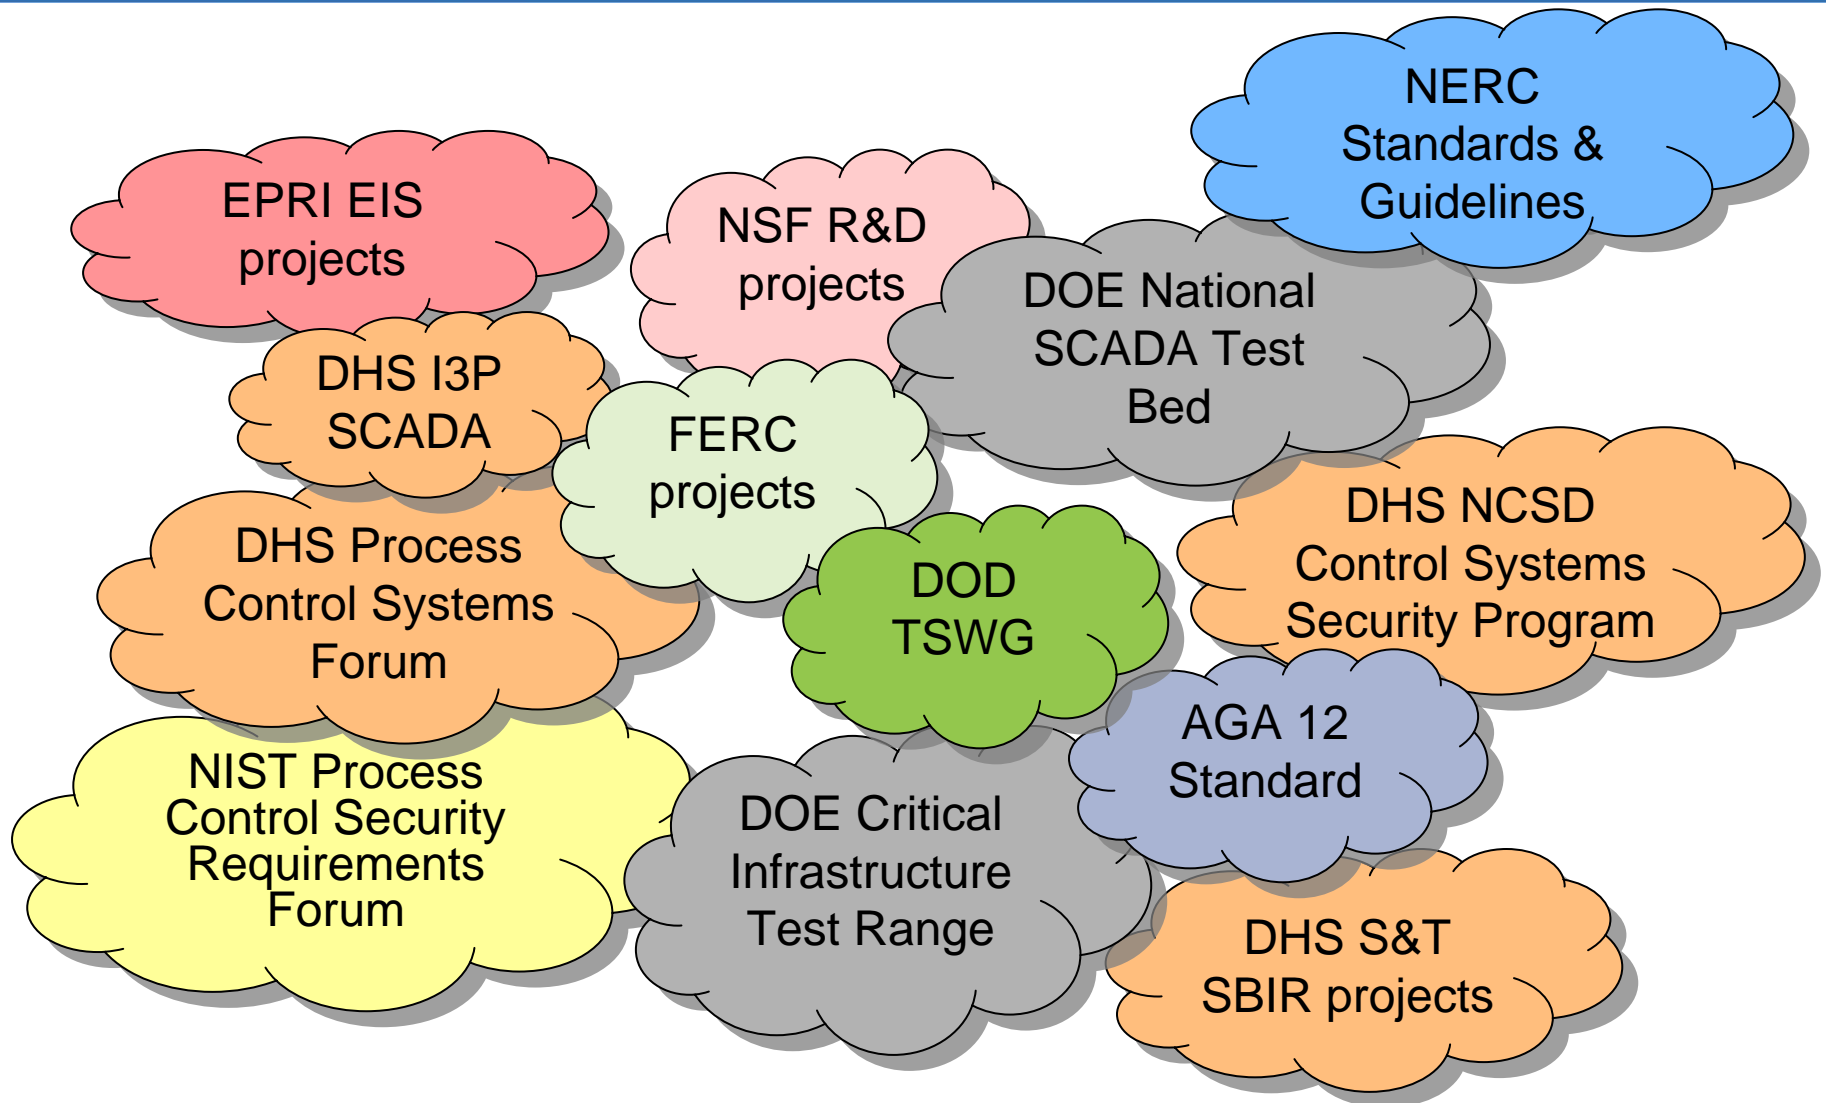 NERC
Standards &
Guidelines
EPRI EIS
projects
NSF R&D
projects
DOE National
SCADA Test
Bed
DHS I3P
SCADA
FERC
projects
DHS NCSD
Control Systems
Security Program
DHS Process
Control Systems
Forum
DOD
TSWG
AGA 12
Standard
NIST Process
Control Security
Requirements
Forum
DOE Critical
Infrastructure
Test Range
DHS S&T
SBIR projects